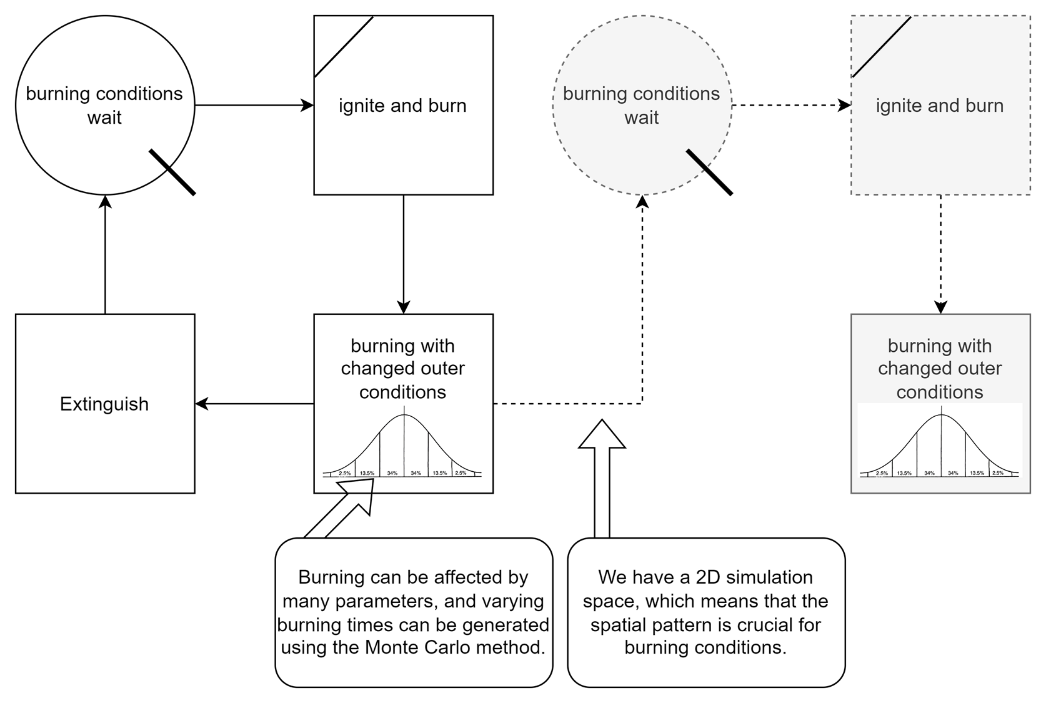 burning conditions
wait
ignite and burn
burning conditions
wait
ignite and burn
Extinguish
burning with
changed outer
conditions
2.5% 13.5% 34% 34% 13.5% 2.5%
burning with
changed outer
conditions
2.5% 13.5% 34% 34% 13.5% 2.5%
Burning can be affected by
many parameters, and varying
burning times can be generated
using the Monte Carlo method.
We have a 2D simulation
space, which means that the
spatial pattern is crucial for
burning conditions.